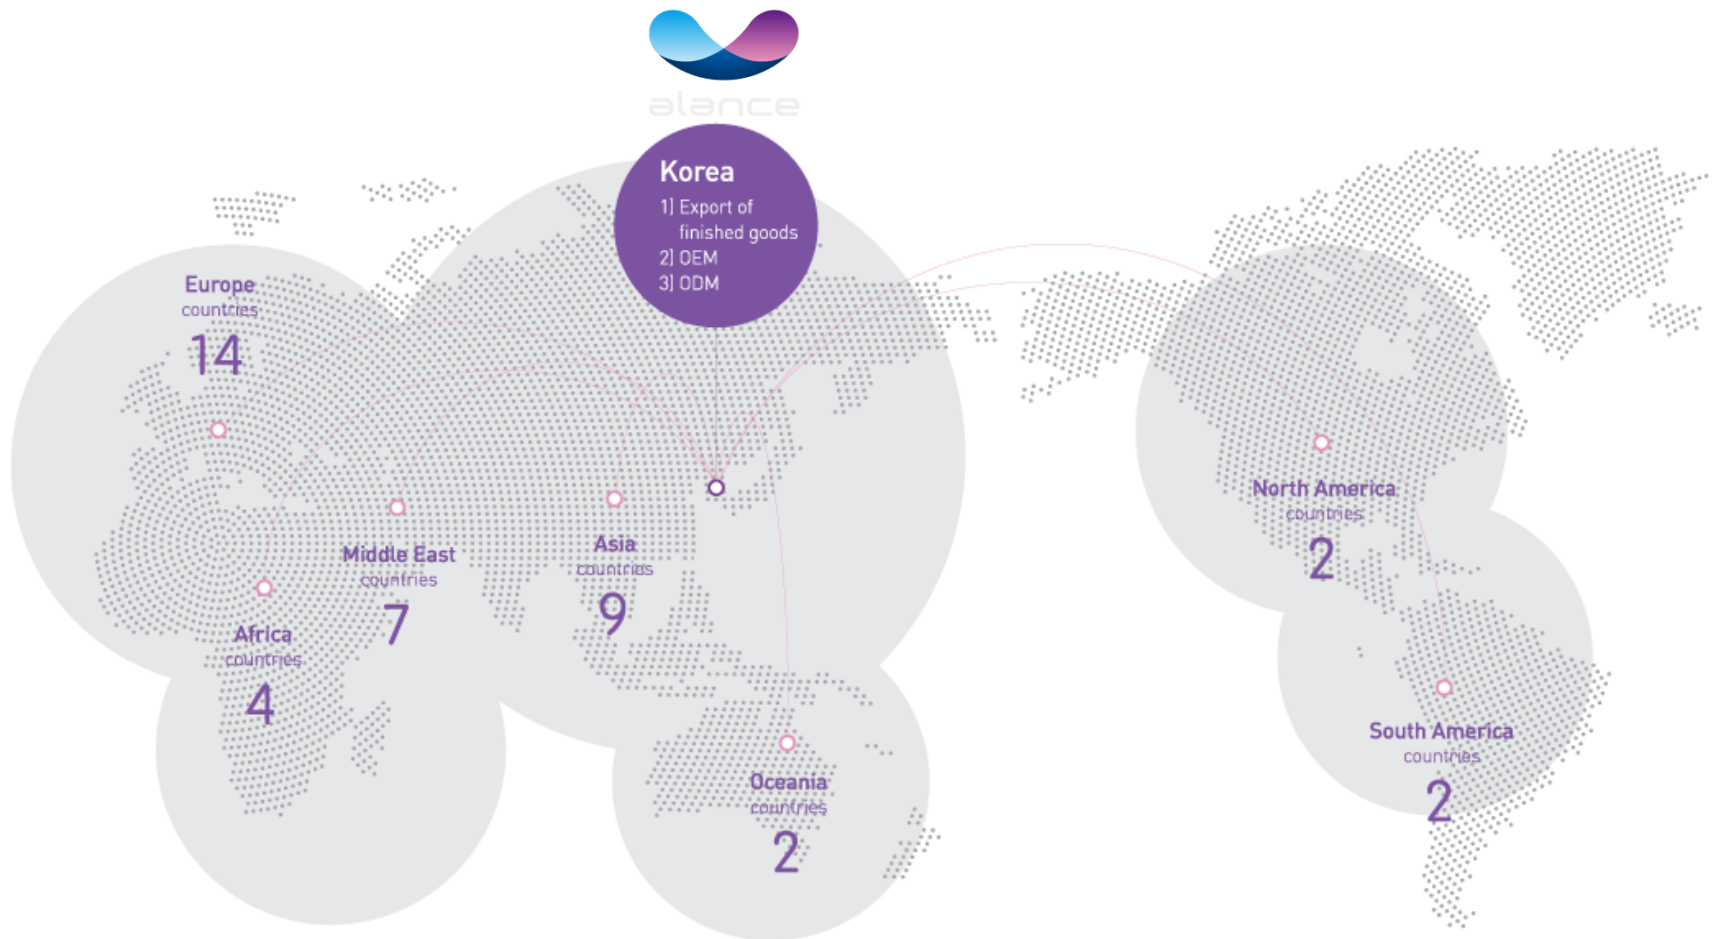 alance
Korea
1] Export of
finished goods
2] OEM
3] ODM
Europe
countries
14
Middle East
countries
7
Asia
countries
9
Africa
countries
4
Oceania
countries
2
North America
countries
2
South America
countries
2